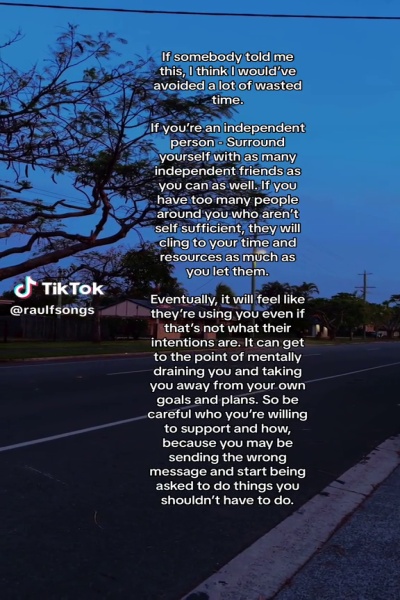 If somebody told me
this, I think I would've
avoided a lot of wasted
time.
If you're an independent
person - Surround
yourself with as many
independent friends as
you can as well. If you
have too many people
around you who aren't
self sufficient, they will
cling to your time and
resources as much as
you let them.
Eventually, it will feel like
they're using you even if
that's not what their
intentions are. It can get
to the point of mentally
draining you and taking
you away from your own
goals and plans. So be
careful who you're willing
to support and how,
because you may be
sending the wrong
message and start being
asked to do things you
shouldn't have to do.
TikTok
@raulfsongs